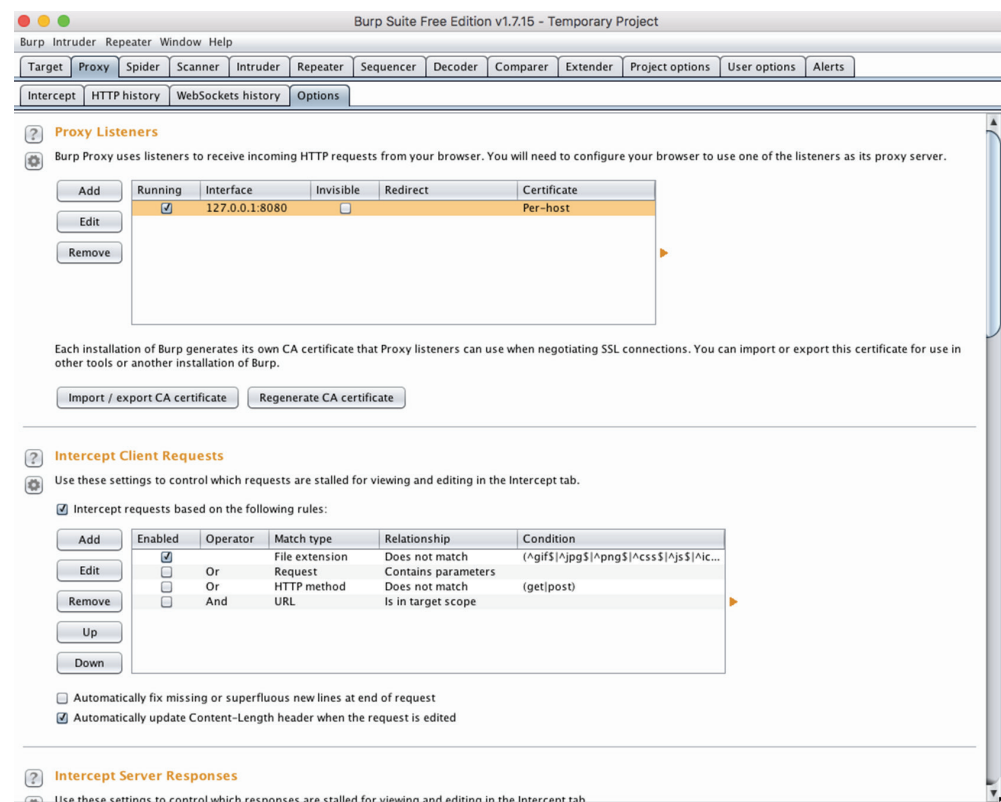 Burp Suite Free Edition v1.7.15 - Temporary Project
Burp Intruder Repeater Window Help
Target Proxy Spider Scanner Intruder Repeater Sequencer Decoder Comparer Extender Project options User options Alerts
Intercept HTTP history WebSockets history Options
? Proxy Listeners
Burp Proxy uses listeners to receive incoming HTTP requests from your browser. You will need to configure your browser to use one of the listeners as its proxy server.
Add Running Interface Invisible Redirect Certificate
127.0.0.1:8080 Per-host
Edit
Remove
Each installation of Burp generates its own CA certificate that Proxy listeners can use when negotiating SSL connections. You can import or export this certificate for use in
other tools or another installation of Burp.
Import / export CA certificate Regenerate CA certificate
? Intercept Client Requests
Use these settings to control which requests are stalled for viewing and editing in the Intercept tab.
Intercept requests based on the following rules:
Add Enabled Operator Match type Relationship Condition
File extension Does not match (^gif$|^jpg$|^png$|^css$|^js$|^ic...
Edit Or Request Contains parameters
Or HTTP method Does not match (get|post)
Remove And URL Is in target scope
Up
Down
Automatically fix missing or superfluous new lines at end of request
Automatically update Content-Length header when the request is edited
? Intercept Server Responses
Use these settings to control which responses are stalled for viewing and editing in the Intercept tab.